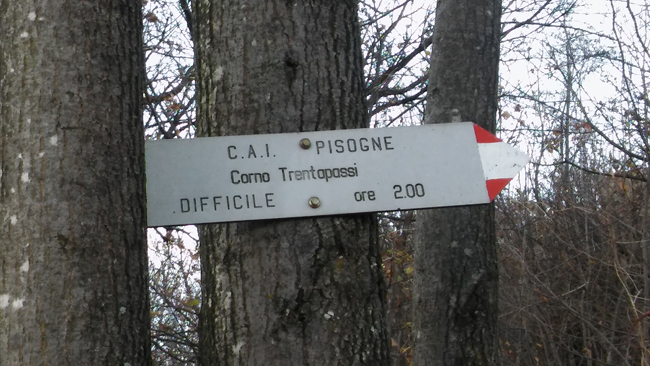 C.A.I. PISOGNE
Corno Trentapassi
DIFFICILE ore 2.00